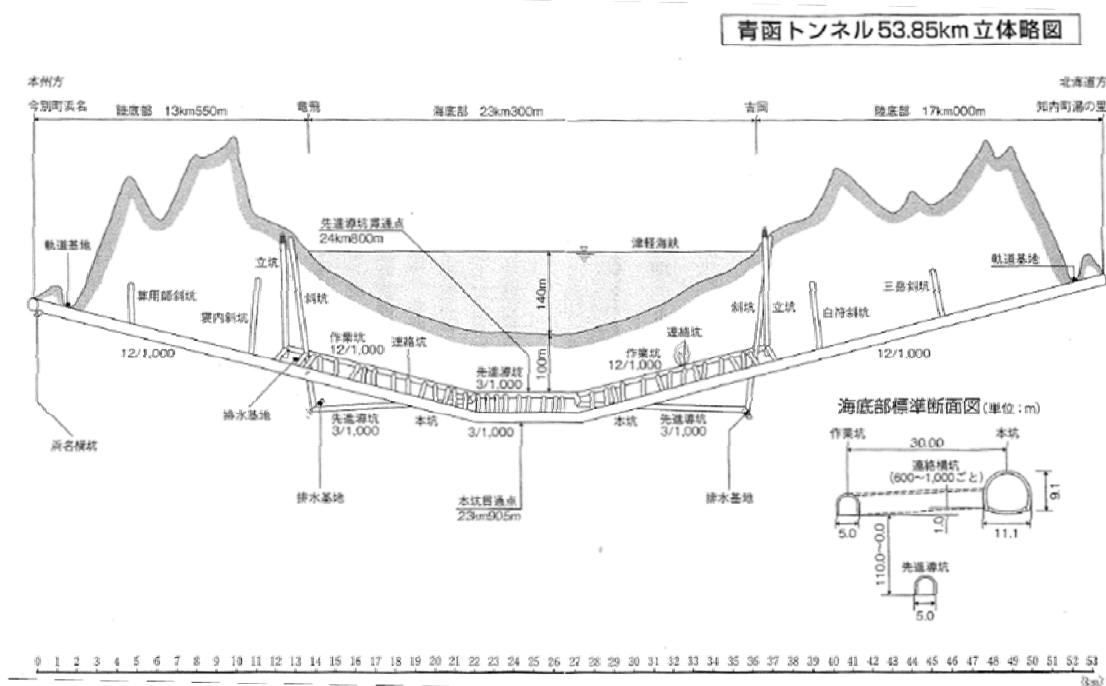 青函トンネル53.85km立体略図
本州方
北海道方
今別町浜名
陸底部 13km550m
竜飛
海底部 23km300m
吉岡
陸底部 17km000m
知内町湯の里
先進導坑貫通点
24km800m
津軽海峡
軌道基地
立坑
斜坑
140m
斜坑
立坑
軌道基地
算用師斜坑
袰内斜坑
三岳斜坑
白符斜坑
12/1,000
作業坑
12/1,000
連絡坑
先進導坑
3/1,000
100m
作業坑
12/1,000
連絡坑
12/1,000
排水基地
先進導坑
3/1,000
本坑
3/1,000
本坑
先進導坑
3/1,000
浜名横坑
排水基地
本坑貫通点
23km905m
排水基地
海底部標準断面図(単位:m)
作業坑
30.00
本坑
連絡横坑
(600〜1,000ごと)
9.1
5.0
1.0
11.1
110.0〜0.0
先進導坑
5.0
0 1 2 3 4 5 6 7 8 9 10 11 12 13 14 15 16 17 18 19 20 21 22 23 24 25 26 27 28 29 30 31 32 33 34 35 36 37 38 39 40 41 42 43 44 45 46 47 48 49 50 51 52 53
(km)